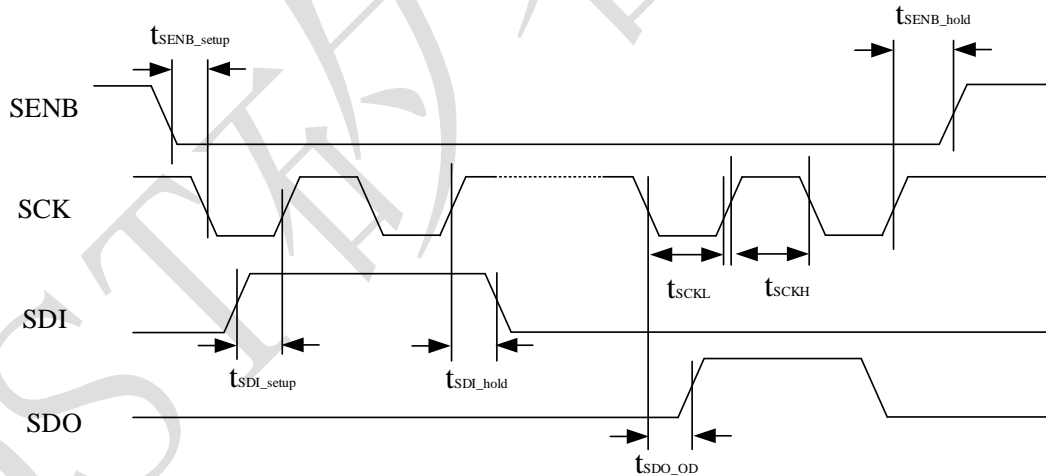 tSENB_setup
tSENB_hold
SENB
SCK
tSCKL
tSCKH
SDI
tSDI_setup
tSDI_hold
SDO
tSDO_OD